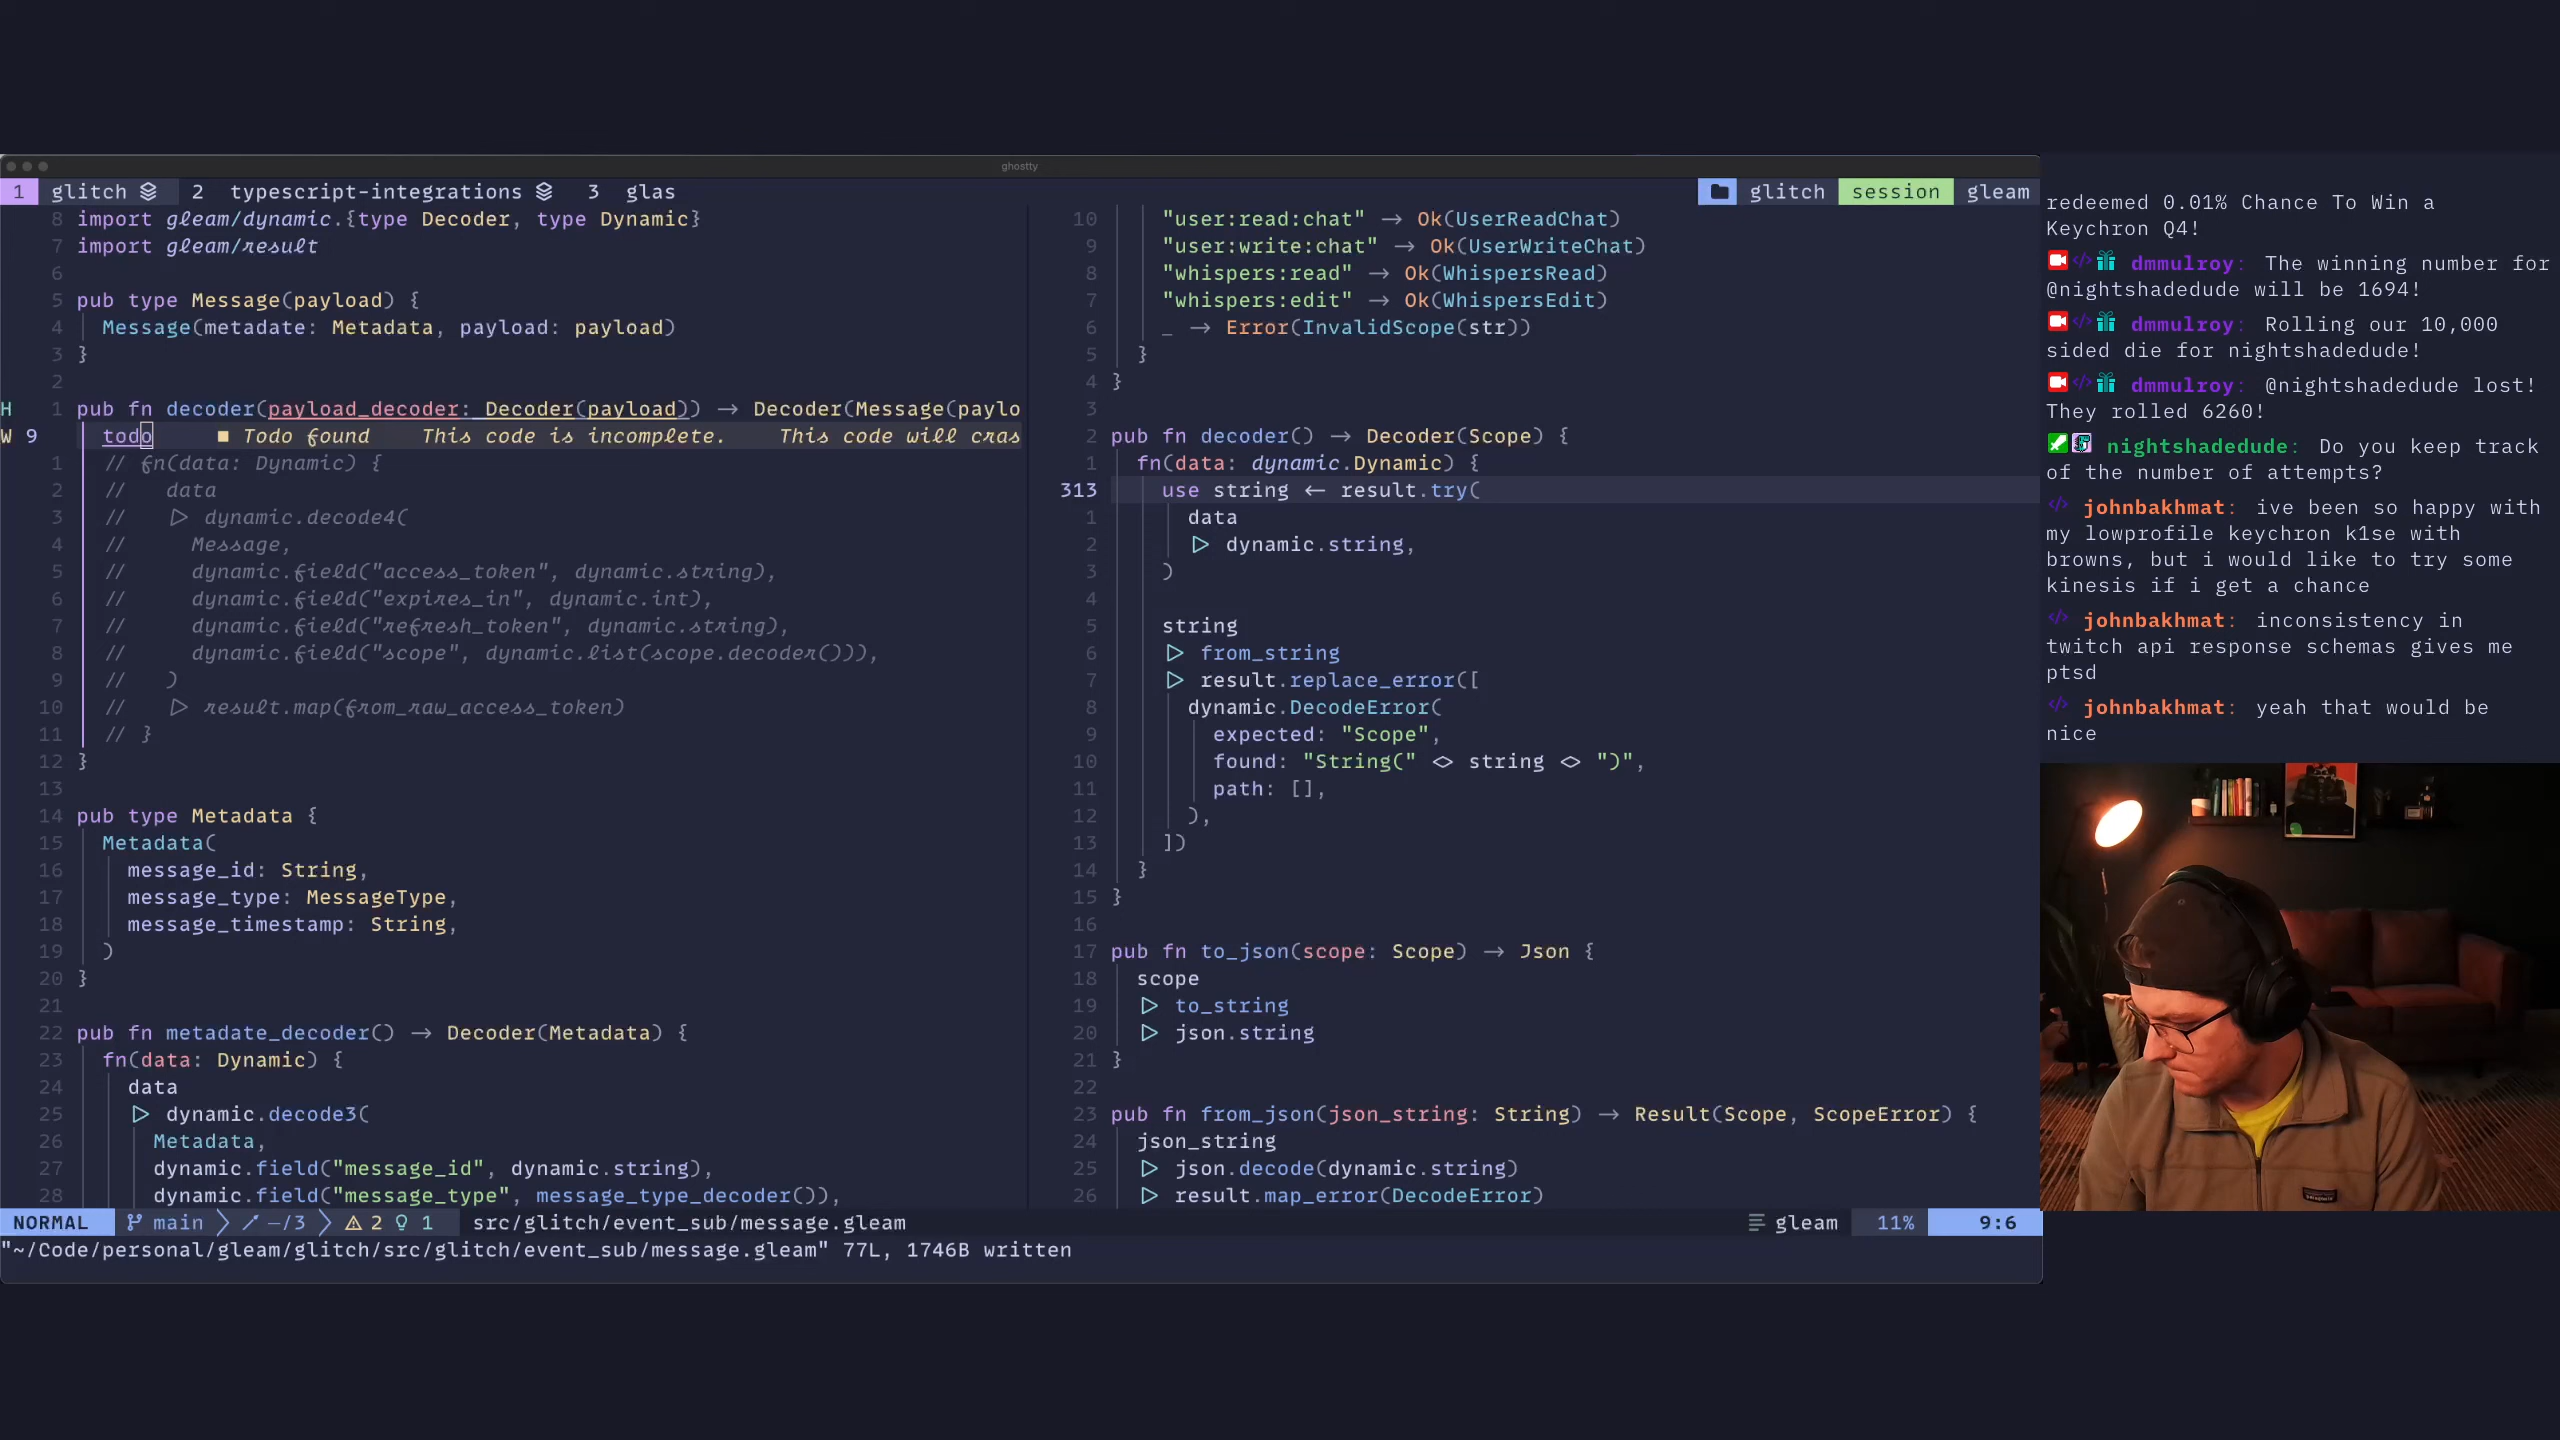 ghostty
1 glitch 2 typescript-integrations 3 glas
glitch session gleam
8 import gleam/dynamic.{type Decoder, type Dynamic}
7 import gleam/result
6
5 pub type Message(payload) {
4 Message(metadate: Metadata, payload: payload)
3 }
2
H 1 pub fn decoder(payload_decoder: Decoder(payload)) -> Decoder(Message(paylo
W 9 todo ■ Todo found This code is incomplete. This code will cras
1 // fn(data: Dynamic) {
2 // data
3 // |> dynamic.decode4(
4 // Message,
5 // dynamic.field("access_token", dynamic.string),
6 // dynamic.field("expires_in", dynamic.int),
7 // dynamic.field("refresh_token", dynamic.string),
8 // dynamic.field("scope", dynamic.list(scope.decoder())),
9 // )
10 // |> result.map(from_raw_access_token)
11 // }
12 }
13
14 pub type Metadata {
15 Metadata(
16 message_id: String,
17 message_type: MessageType,
18 message_timestamp: String,
19 )
20 }
21
22 pub fn metadate_decoder() -> Decoder(Metadata) {
23 fn(data: Dynamic) {
24 data
25 |> dynamic.decode3(
26 Metadata,
27 dynamic.field("message_id", dynamic.string),
28 dynamic.field("message_type", message_type_decoder()),
10 "user:read:chat" -> Ok(UserReadChat)
9 "user:write:chat" -> Ok(UserWriteChat)
8 "whispers:read" -> Ok(WhispersRead)
7 "whispers:edit" -> Ok(WhispersEdit)
6 _ -> Error(InvalidScope(str))
5 }
4 }
3
2 pub fn decoder() -> Decoder(Scope) {
1 fn(data: dynamic.Dynamic) {
313 use string <- result.try(
1 data
2 |> dynamic.string,
3 )
4
5 string
6 |> from_string
7 |> result.replace_error([
8 dynamic.DecodeError(
9 expected: "Scope",
10 found: "String(" <> string <> ")",
11 path: [],
12 ),
13 ])
14 }
15 }
16
17 pub fn to_json(scope: Scope) -> Json {
18 scope
19 |> to_string
20 |> json.string
21 }
22
23 pub fn from_json(json_string: String) -> Result(Scope, ScopeError) {
24 json_string
25 |> json.decode(dynamic.string)
26 |> result.map_error(DecodeError)
NORMAL main –/3 2 1 src/glitch/event_sub/message.gleam gleam 11% 9:6
"~/Code/personal/gleam/glitch/src/glitch/event_sub/message.gleam" 77L, 1746B written
redeemed 0.01% Chance To Win a
Keychron Q4!
dmmulroy: The winning number for
@nightshadedude will be 1694!
dmmulroy: Rolling our 10,000
sided die for nightshadedude!
dmmulroy: @nightshadedude lost!
They rolled 6260!
nightshadedude: Do you keep track
of the number of attempts?
johnbakhmat: ive been so happy with
my lowprofile keychron k1se with
browns, but i would like to try some
kinesis if i get a chance
johnbakhmat: inconsistency in
twitch api response schemas gives me
ptsd
johnbakhmat: yeah that would be
nice